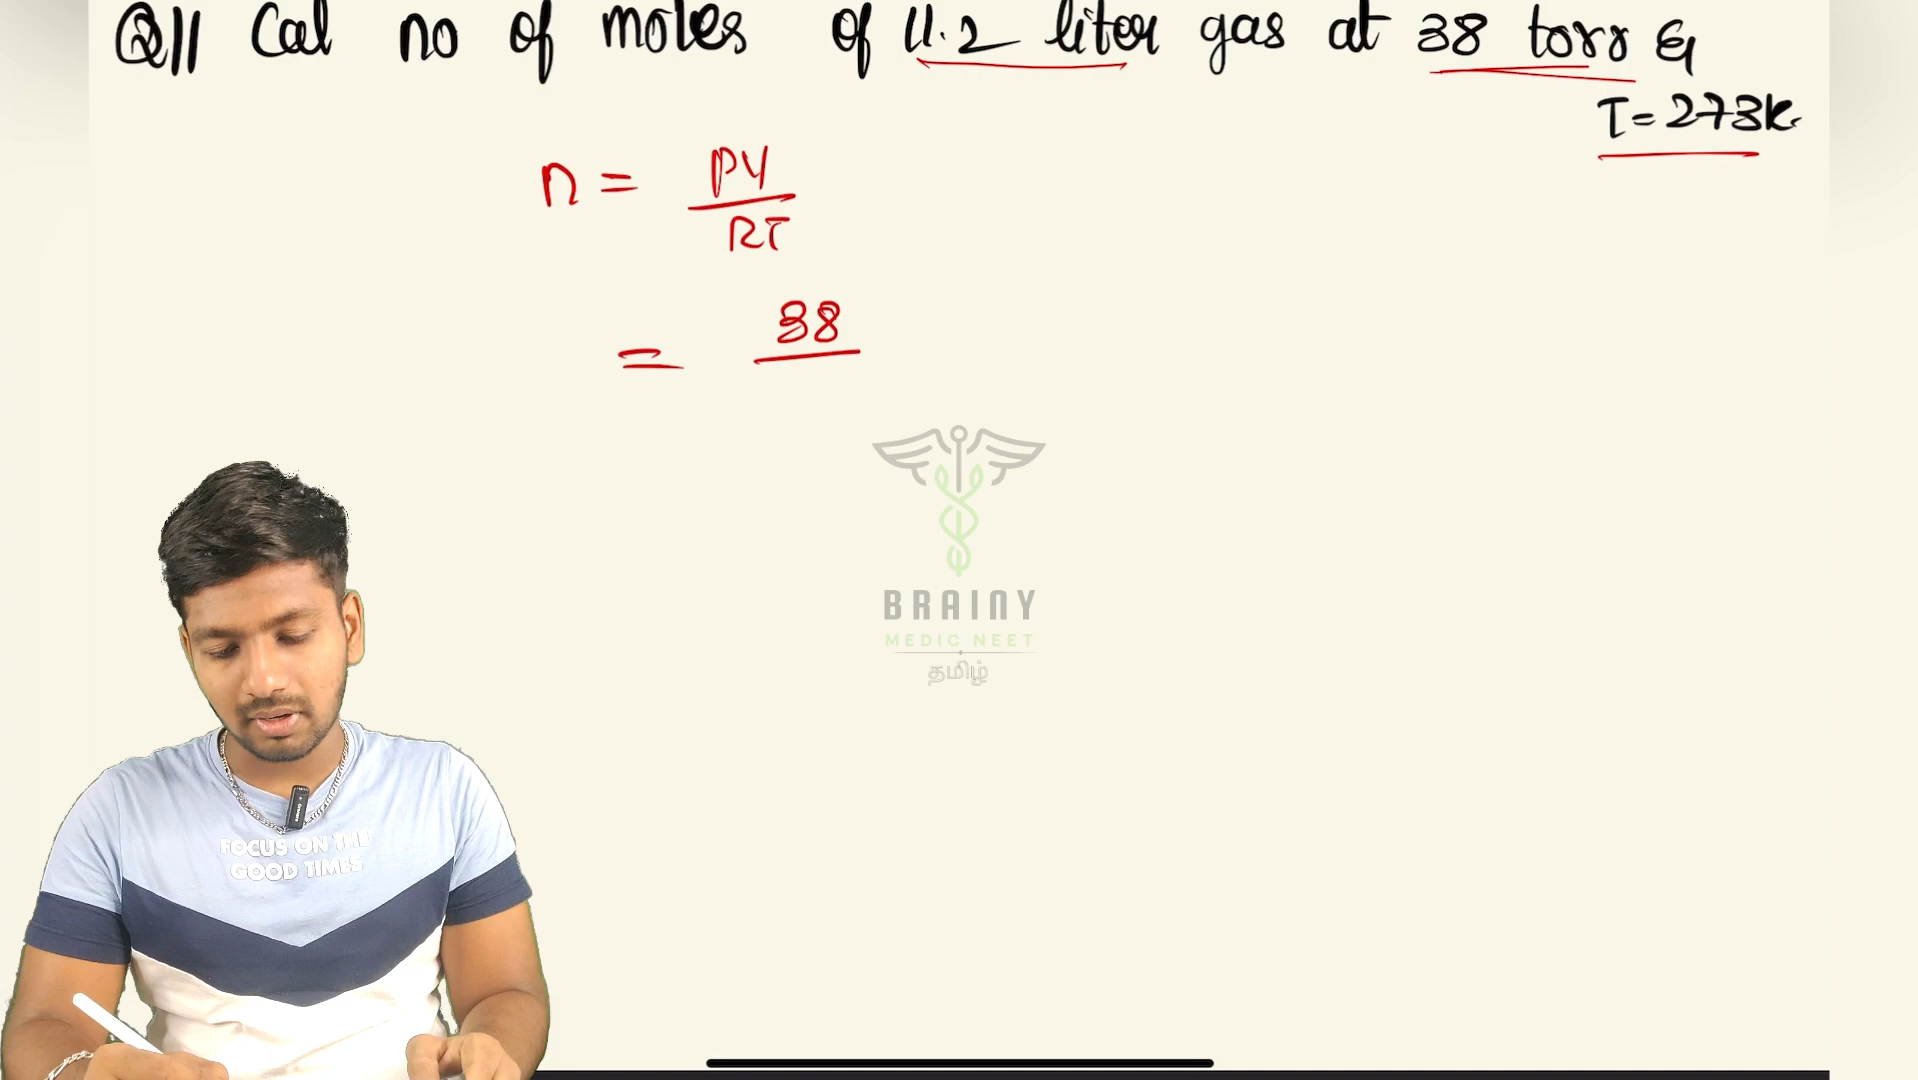 Q11 Cal no of moles of 11.2 liter gas at 38 torr &
T=273k.
n = PV
RT
= 38
BRAINY
MEDIC NEET
தமிழ்
FOCUS ON THE
GOOD TIMES